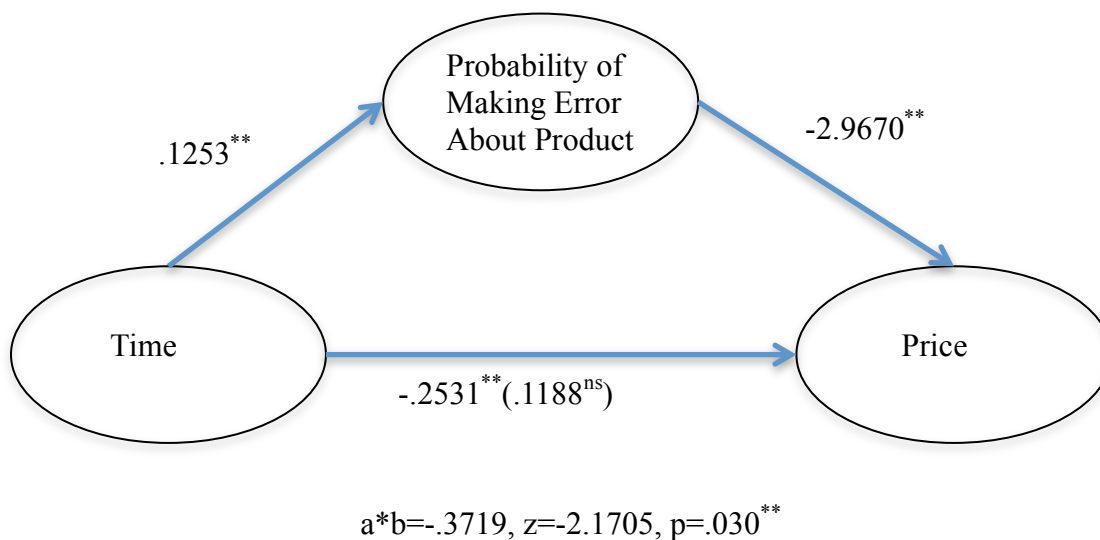 Probability of
Making Error
About Product
.1253**
-2.9670**
Time
Price
-.2531**(.1188ns)
a*b=-.3719, z=-2.1705, p=.030**